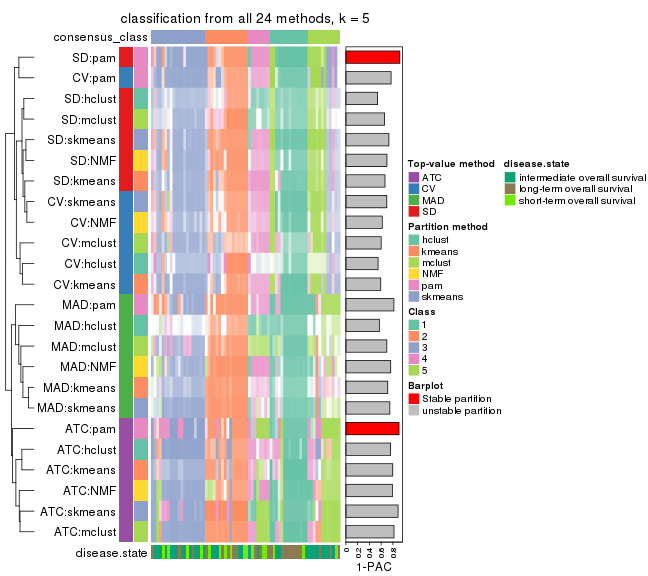 classification from all 24 methods, k = 5
consensus_class
SD:pam
CV:pam
SD:hclust
SD:mclust
SD:skmeans
SD:NMF
SD:kmeans
CV:skmeans
CV:NMF
CV:mclust
CV:hclust
CV:kmeans
MAD:pam
MAD:hclust
MAD:mclust
MAD:NMF
MAD:kmeans
MAD:skmeans
ATC:pam
ATC:hclust
ATC:kmeans
ATC:NMF
ATC:skmeans
ATC:mclust
disease.state
0 0.2 0.4 0.6 0.8
1-PAC
Top-value method
ATC
CV
MAD
SD
Partition method
hclust
kmeans
mclust
NMF
pam
skmeans
Class
1
2
3
4
5
Barplot
Stable partition
unstable partition
disease.state
intermediate overall survival
long-term overall survival
short-term overall survival